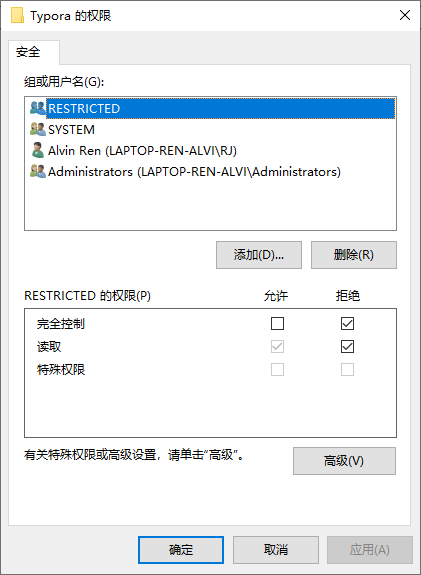 Typora 的权限
安全
组或用户名(G):
RESTRICTED
SYSTEM
Alvin Ren (LAPTOP-REN-ALVI\RJ)
Administrators (LAPTOP-REN-ALVI\Administrators)
添加(D)... 删除(R)
RESTRICTED 的权限(P) 允许 拒绝
完全控制
读取
特殊权限
有关特殊权限或高级设置，请单击“高级”。 高级(V)
确定 取消 应用(A)